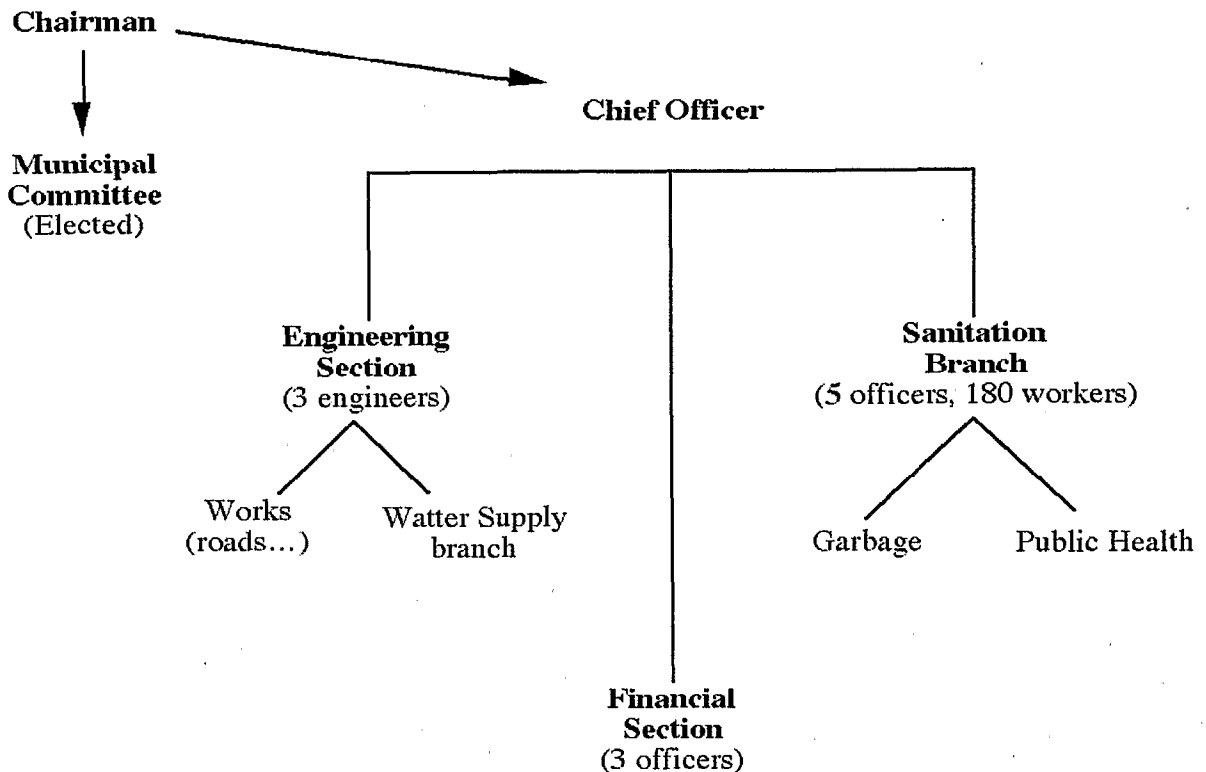 Chairman
Chief Officer
Municipal
Committee
(Elected)
Engineering
Section
(3 engineers)
Sanitation
Branch
(5 officers, 180 workers)
Works
(roads...)
Watter Supply
branch
Garbage
Public Health
Financial
Section
(3 officers)